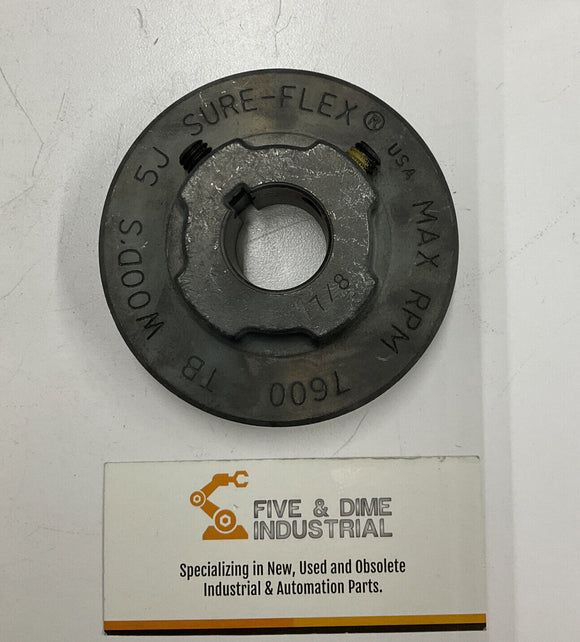 TB WOOD'S 5J SURE-FLEX® USA MAX RPM 7600
7/8
FIVE & DIME
INDUSTRIAL
Specializing in New, Used and Obsolete
Industrial & Automation Parts.